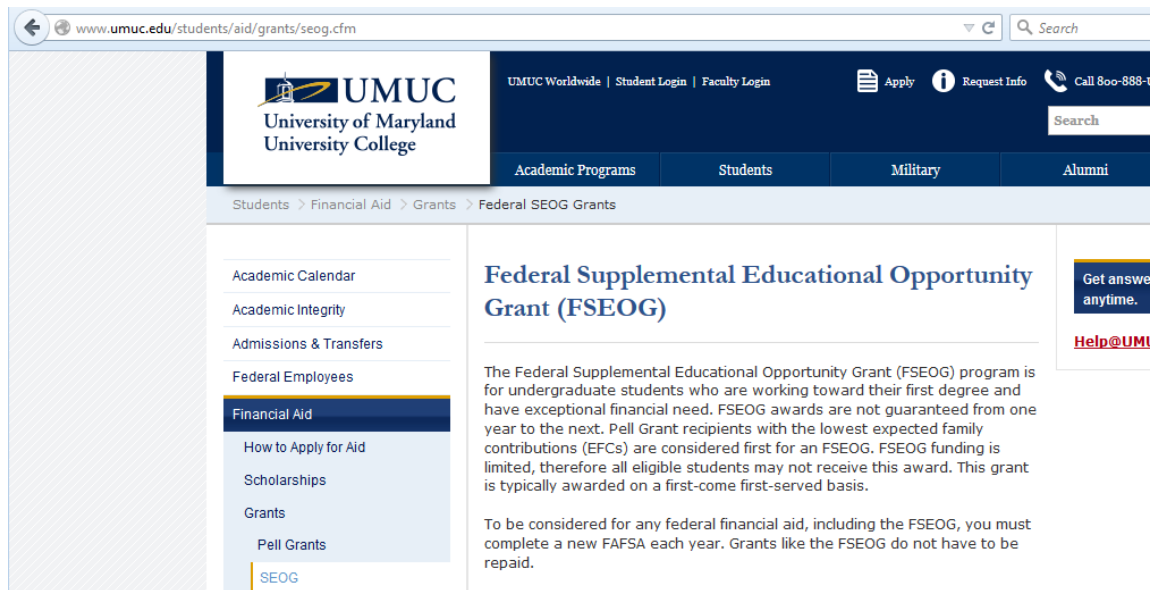 www.umuc.edu/students/aid/grants/seog.cfm
Search
UMUC
University of Maryland
University College
UMUC Worldwide | Student Login | Faculty Login
Apply
Request Info
Call 800-888-U
Search
Academic Programs
Students
Military
Alumni
Students > Financial Aid > Grants > Federal SEOG Grants
Academic Calendar
Academic Integrity
Admissions & Transfers
Federal Employees
Financial Aid
How to Apply for Aid
Scholarships
Grants
Pell Grants
SEOG
Federal Supplemental Educational Opportunity
Grant (FSEOG)
The Federal Supplemental Educational Opportunity Grant (FSEOG) program is
for undergraduate students who are working toward their first degree and
have exceptional financial need. FSEOG awards are not guaranteed from one
year to the next. Pell Grant recipients with the lowest expected family
contributions (EFCs) are considered first for an FSEOG. FSEOG funding is
limited, therefore all eligible students may not receive this award. This grant
is typically awarded on a first-come first-served basis.
To be considered for any federal financial aid, including the FSEOG, you must
complete a new FAFSA each year. Grants like the FSEOG do not have to be
repaid.
Get answe
anytime.
Help@UMU